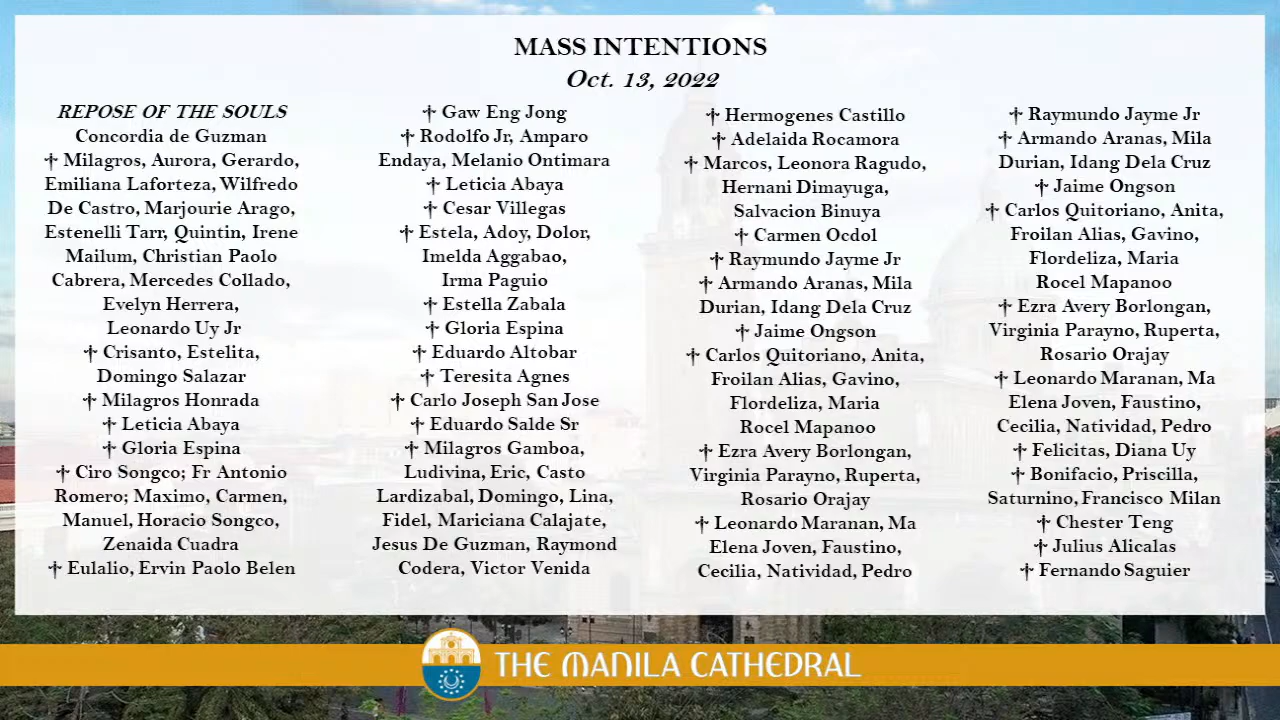 MASS INTENTIONS
Oct. 13, 2022
REPOSE OF THE SOULS
Concordia de Guzman
✝ Milagros, Aurora, Gerardo,
Emiliana Laforteza, Wilfredo
De Castro, Marjourie Arago,
Estenelli Tarr, Quintin, Irene
Mailum, Christian Paolo
Cabrera, Mercedes Collado,
Evelyn Herrera,
Leonardo Uy Jr
✝ Crisanto, Estelita,
Domingo Salazar
✝ Milagros Honrada
✝ Leticia Abaya
✝ Gloria Espina
✝ Ciro Songco; Fr Antonio
Romero; Maximo, Carmen,
Manuel, Horacio Songco,
Zenaida Cuadra
✝ Eulalio, Ervin Paolo Belen
✝ Gaw Eng Jong
✝ Rodolfo Jr, Amparo
Endaya, Melanio Ontimara
✝ Leticia Abaya
✝ Cesar Villegas
✝ Estela, Adoy, Dolor,
Imelda Aggabao,
Irma Paguio
✝ Estella Zabala
✝ Gloria Espina
✝ Eduardo Altobar
✝ Teresita Agnes
✝ Carlo Joseph San Jose
✝ Eduardo Salde Sr
✝ Milagros Gamboa,
Ludivina, Eric, Casto
Lardizabal, Domingo, Lina,
Fidel, Mariciana Calajate,
Jesus De Guzman, Raymond
Codera, Victor Venida
✝ Hermogenes Castillo
✝ Adelaida Rocamora
✝ Marcos, Leonora Ragudo,
Hernani Dimayuga,
Salvacion Binuya
✝ Carmen Ocdol
✝ Raymundo Jayme Jr
✝ Armando Aranas, Mila
Durian, Idang Dela Cruz
✝ Jaime Ongson
✝ Carlos Quitoriano, Anita,
Froilan Alias, Gavino,
Flordeliza, Maria
Rocel Mapanoo
✝ Ezra Avery Borlongan,
Virginia Parayno, Ruperta,
Rosario Orajay
✝ Leonardo Maranan, Ma
Elena Joven, Faustino,
Cecilia, Natividad, Pedro
✝ Raymundo Jayme Jr
✝ Armando Aranas, Mila
Durian, Idang Dela Cruz
✝ Jaime Ongson
✝ Carlos Quitoriano, Anita,
Froilan Alias, Gavino,
Flordeliza, Maria
Rocel Mapanoo
✝ Ezra Avery Borlongan,
Virginia Parayno, Ruperta,
Rosario Orajay
✝ Leonardo Maranan, Ma
Elena Joven, Faustino,
Cecilia, Natividad, Pedro
✝ Felicitas, Diana Uy
✝ Bonifacio, Priscilla,
Saturnino, Francisco Milan
✝ Chester Teng
✝ Julius Alicalas
✝ Fernando Saguier
THE MANILA CATHEDRAL